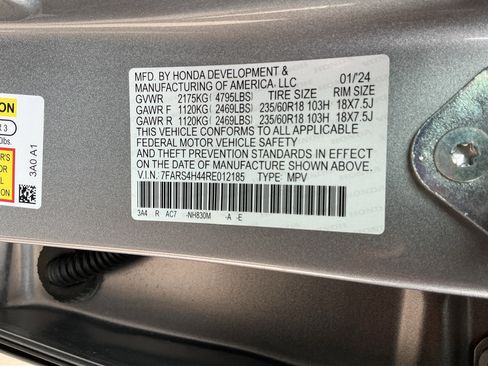 MFD. BY HONDA DEVELOPMENT & 01/24
MANUFACTURING OF AMERICA, LLC
GVWR 2175KG( 4795LBS) TIRE SIZE RIM SIZE
GAWR F 1120KG( 2469LBS) 235/60R18 103H 18X7.5J
GAWR R 1120KG( 2469LBS) 235/60R18 103H 18X7.5J
THIS VEHICLE CONFORMS TO ALL APPLICABLE
FEDERAL MOTOR VEHICLE SAFETY
AND THEFT PREVENTION STANDARDS IN EFFECT
ON THE DATE OF MANUFACTURE SHOWN ABOVE.
V.I.N. 7FARS4H44RE012185 TYPE: MPV
3A4 R AC7 -NH830M -A -E
3A0 A1